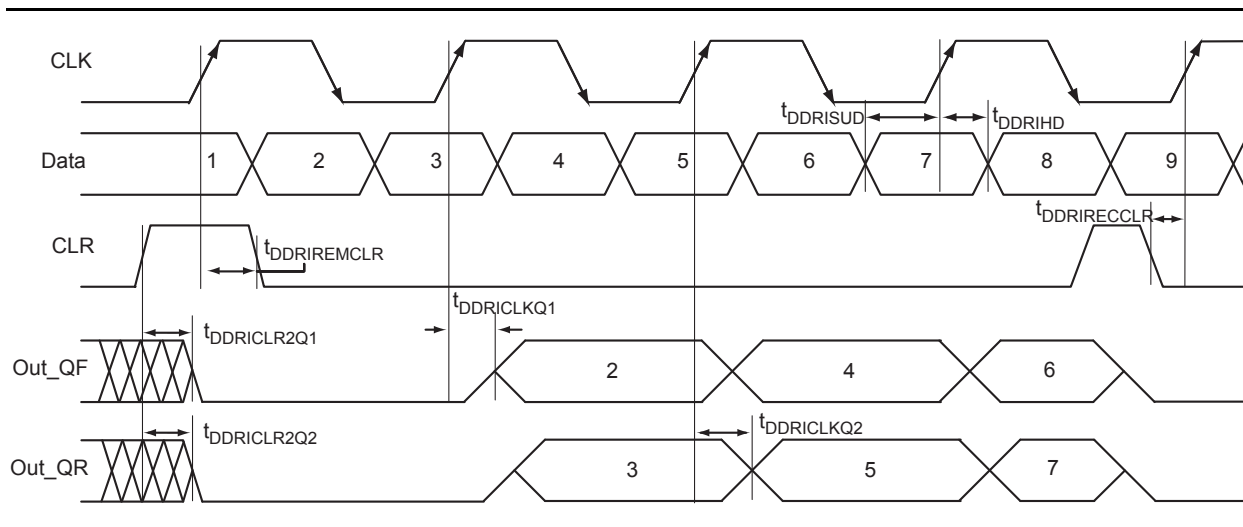 CLK
tDDRISUD tDDRIHD
Data 1 2 3 4 5 6 7 8 9
tDDRIRECCLR
CLR
tDDRIREMCLR
tDDRICLKQ1
tDDRICLR2Q1
Out_QF 2 4 6
tDDRICLR2Q2 tDDRICLKQ2
Out_QR 3 5 7